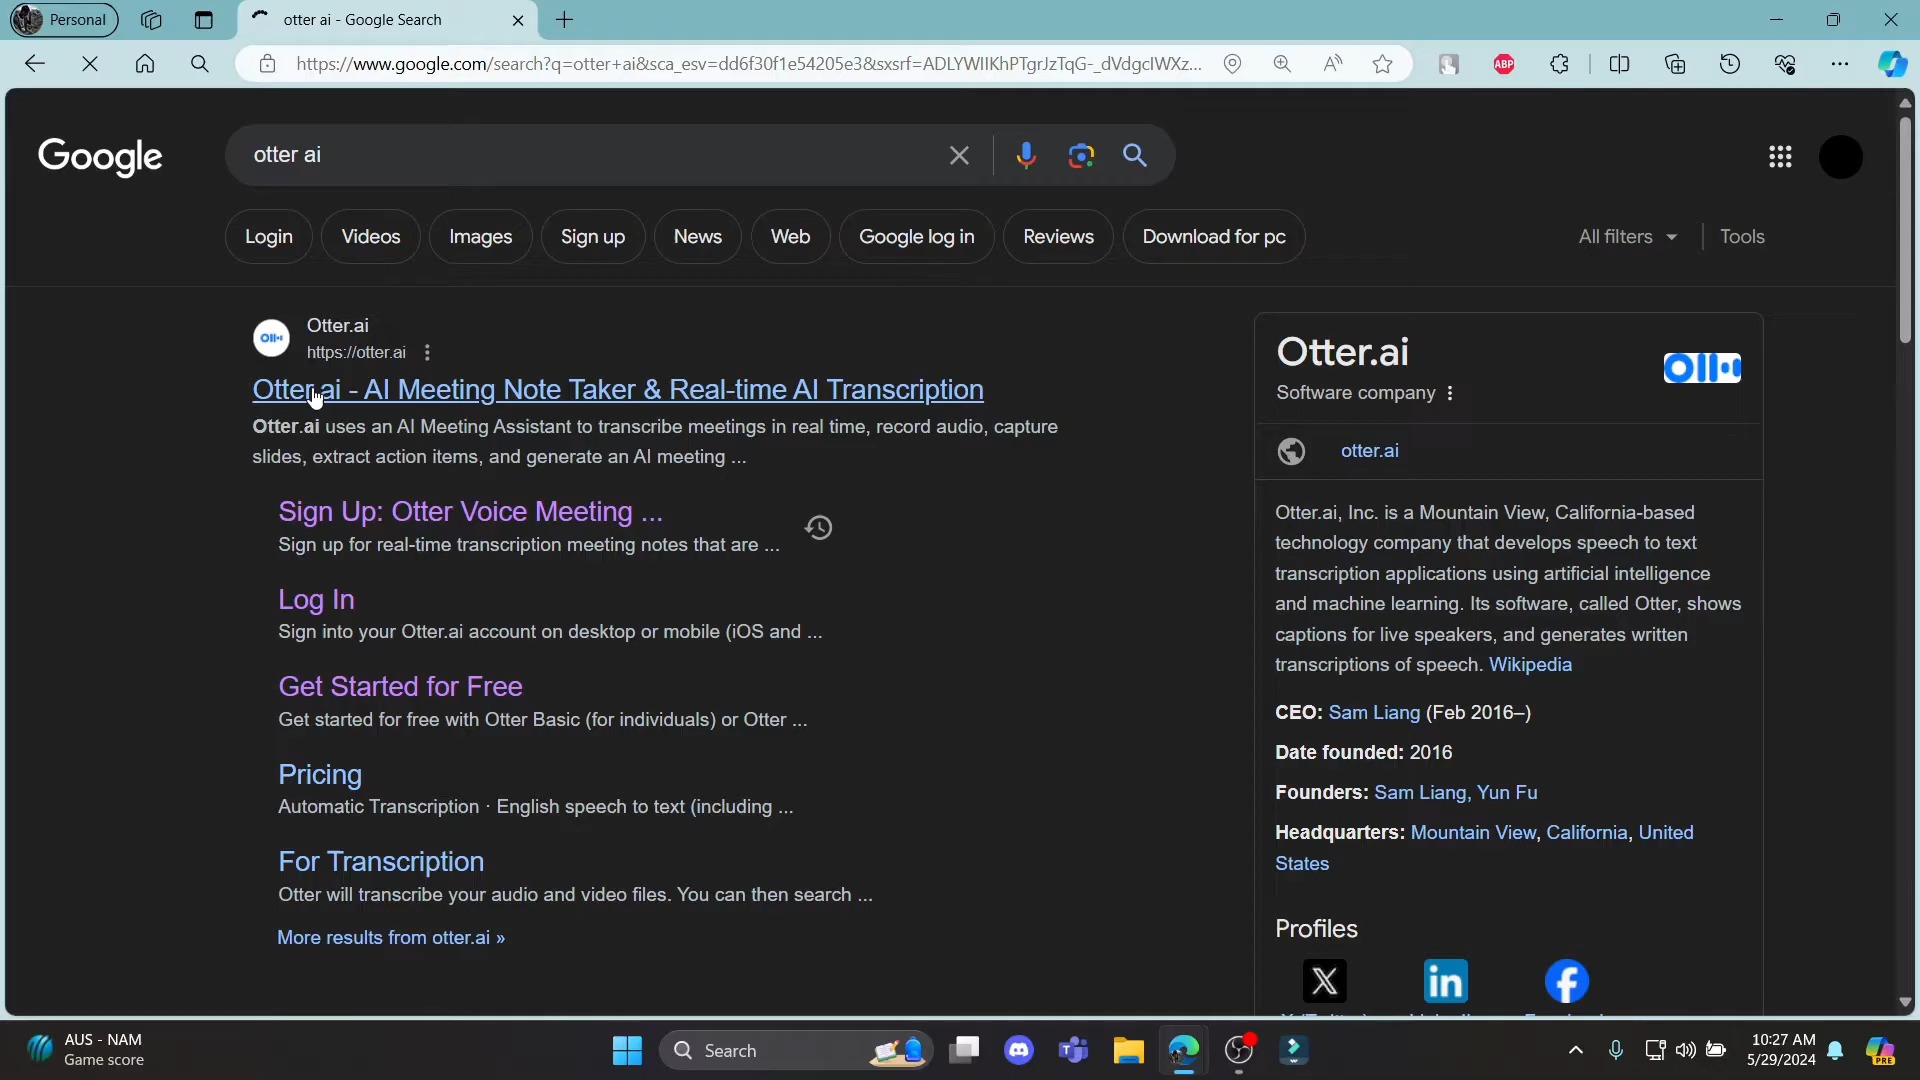 Personal
otter ai - Google Search
https://www.google.com/search?q=otter+ai&sca_esv=dd6f30f1e54205e3&sxsrf=ADLYWIIKhPTgrJzTqG-_dVdgcIWXz...
ABP
Google
otter ai
Login
Videos
Images
Sign up
News
Web
Google log in
Reviews
Download for pc
All filters
Tools
Otter.ai
https://otter.ai
Otter.ai - AI Meeting Note Taker & Real-time AI Transcription
Otter.ai uses an AI Meeting Assistant to transcribe meetings in real time, record audio, capture
slides, extract action items, and generate an AI meeting ...
Sign Up: Otter Voice Meeting ...
Sign up for real-time transcription meeting notes that are ...
Log In
Sign into your Otter.ai account on desktop or mobile (iOS and ...
Get Started for Free
Get started for free with Otter Basic (for individuals) or Otter ...
Pricing
Automatic Transcription · English speech to text (including ...
For Transcription
Otter will transcribe your audio and video files. You can then search ...
More results from otter.ai »
Otter.ai
Software company
otter.ai
Otter.ai, Inc. is a Mountain View, California-based
technology company that develops speech to text
transcription applications using artificial intelligence
and machine learning. Its software, called Otter, shows
captions for live speakers, and generates written
transcriptions of speech. Wikipedia
CEO: Sam Liang (Feb 2016–)
Date founded: 2016
Founders: Sam Liang, Yun Fu
Headquarters: Mountain View, California, United
States
Profiles
AUS - NAM
Game score
Search
10:27 AM
5/29/2024
PRE